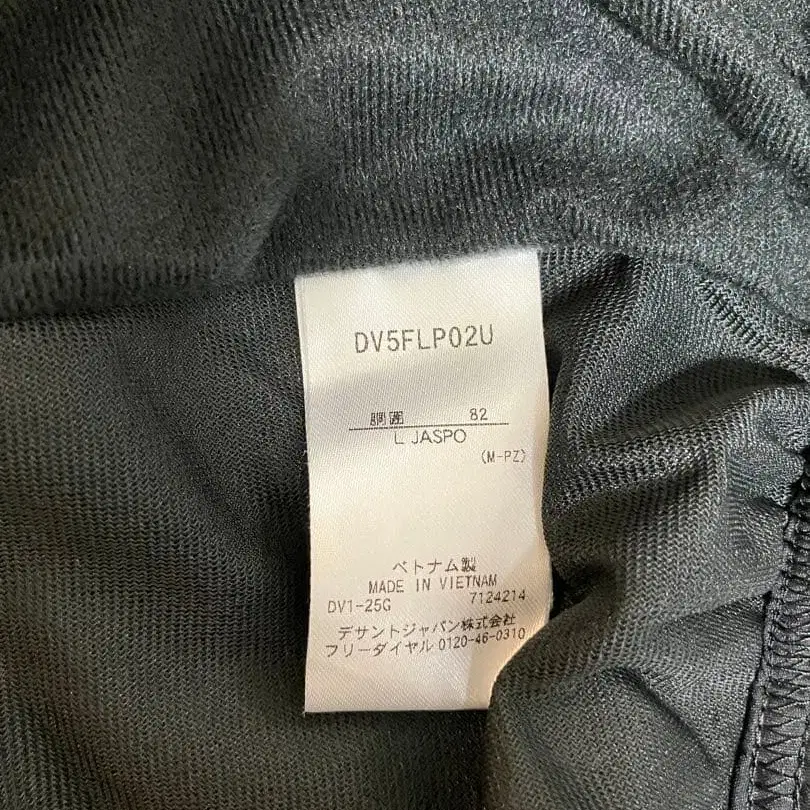 DV5FLP02U
胴囲 82
L JASPO
(M-PZ)
ベトナム製
MADE IN VIETNAM
DV1-25G 7124214
デサントジャパン株式会社
フリーダイヤル 0120-46-0310